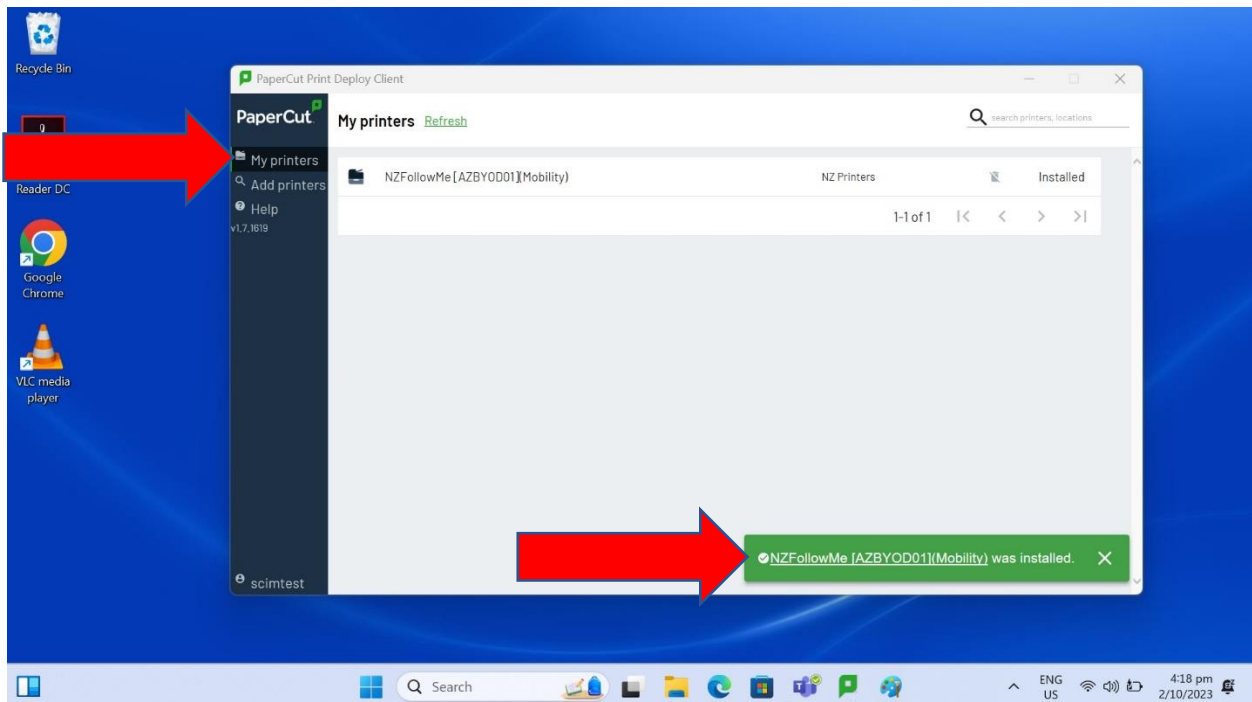 Recycle Bin
Reader DC
Google
Chrome
VLC media
player
PaperCut Print Deploy Client
PaperCut
My printers Refresh
search printers, locations
My printers
Add printers
Help
v1.7.1619
NZFollowMe [AZBYOD01](Mobility) NZ Printers Installed
1-1 of 1
NZFollowMe [AZBYOD01](Mobility) was installed.
scimtest
Search
ENG
US
4:18 pm
2/10/2023